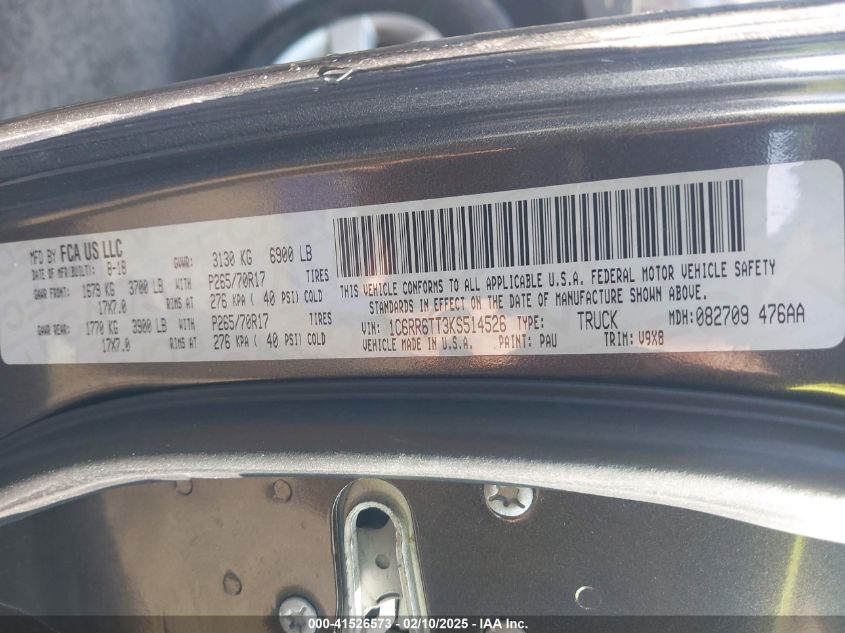 MFD BY FCA US LLC
DATE OF MFR(BUILT): 8-18 GVWR: 3130 KG 6900 LB
GAWR FRONT: 1579 KG 3700 LB WITH P265/70R17 TIRES
17X7.0 RIMS AT 276 KPA ( 40 PSI) COLD
GAWR REAR: 1770 KG 3900 LB WITH P265/70R17 TIRES
17X7.0 RIMS AT 276 KPA ( 40 PSI) COLD
THIS VEHICLE CONFORMS TO ALL APPLICABLE U.S.A. FEDERAL MOTOR VEHICLE SAFETY
STANDARDS IN EFFECT ON THE DATE OF MANUFACTURE SHOWN ABOVE.
VIN: 1C6RR6TT3KS514526 TYPE: TRUCK MDH: 082709 476AA
VEHICLE MADE IN U.S.A. PAINT: PAU TRIM: V9X8
000-41526573 - 02/10/2025 - IAA Inc.